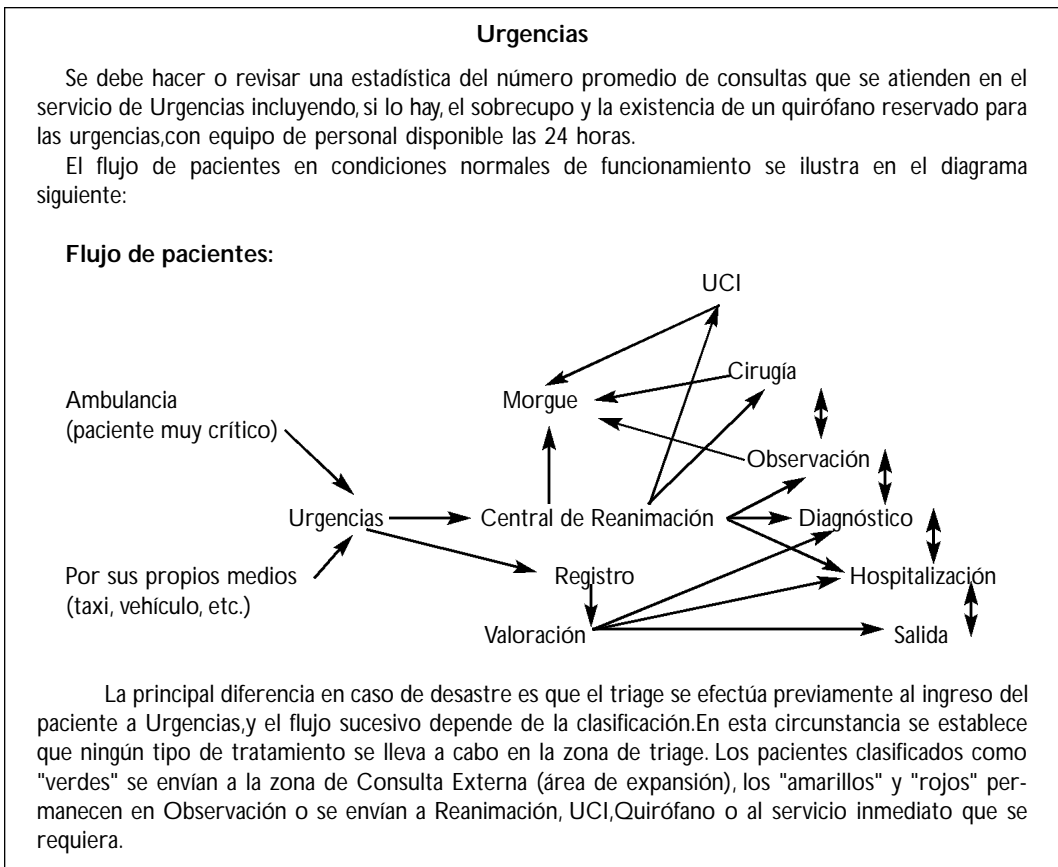 Urgencias
Se debe hacer o revisar una estadística del número promedio de consultas que se atienden en el
servicio de Urgencias incluyendo, si lo hay, el sobrecupo y la existencia de un quirófano reservado para
las urgencias,con equipo de personal disponible las 24 horas.
El flujo de pacientes en condiciones normales de funcionamiento se ilustra en el diagrama
siguiente:
Flujo de pacientes:
UCI
Cirugía
Morgue
Ambulancia
(paciente muy crítico)
Observación
Urgencias
Central de Reanimación
Diagnóstico
Por sus propios medios
(taxi, vehículo, etc.)
Registro
Hospitalización
Valoración
Salida
La principal diferencia en caso de desastre es que el triage se efectúa previamente al ingreso del
paciente a Urgencias,y el flujo sucesivo depende de la clasificación.En esta circunstancia se establece
que ningún tipo de tratamiento se lleva a cabo en la zona de triage. Los pacientes clasificados como
"verdes" se envían a la zona de Consulta Externa (área de expansión), los "amarillos" y "rojos" per-
manecen en Observación o se envían a Reanimación, UCI,Quirófano o al servicio inmediato que se
requiera.